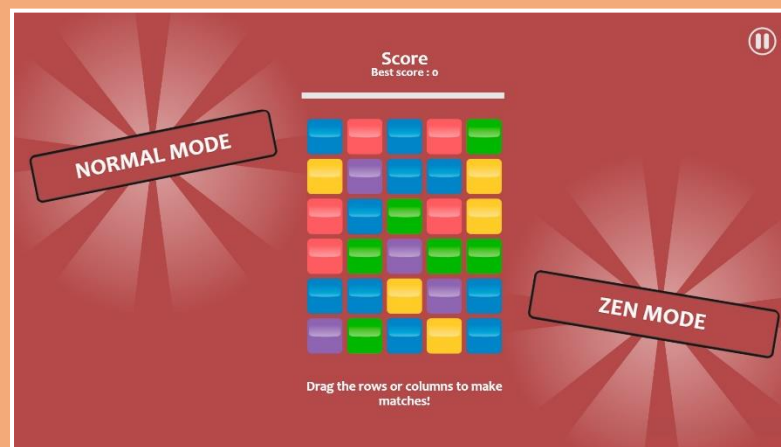 Score
Best score : 0
NORMAL MODE
ZEN MODE
Drag the rows or columns to make
matches!